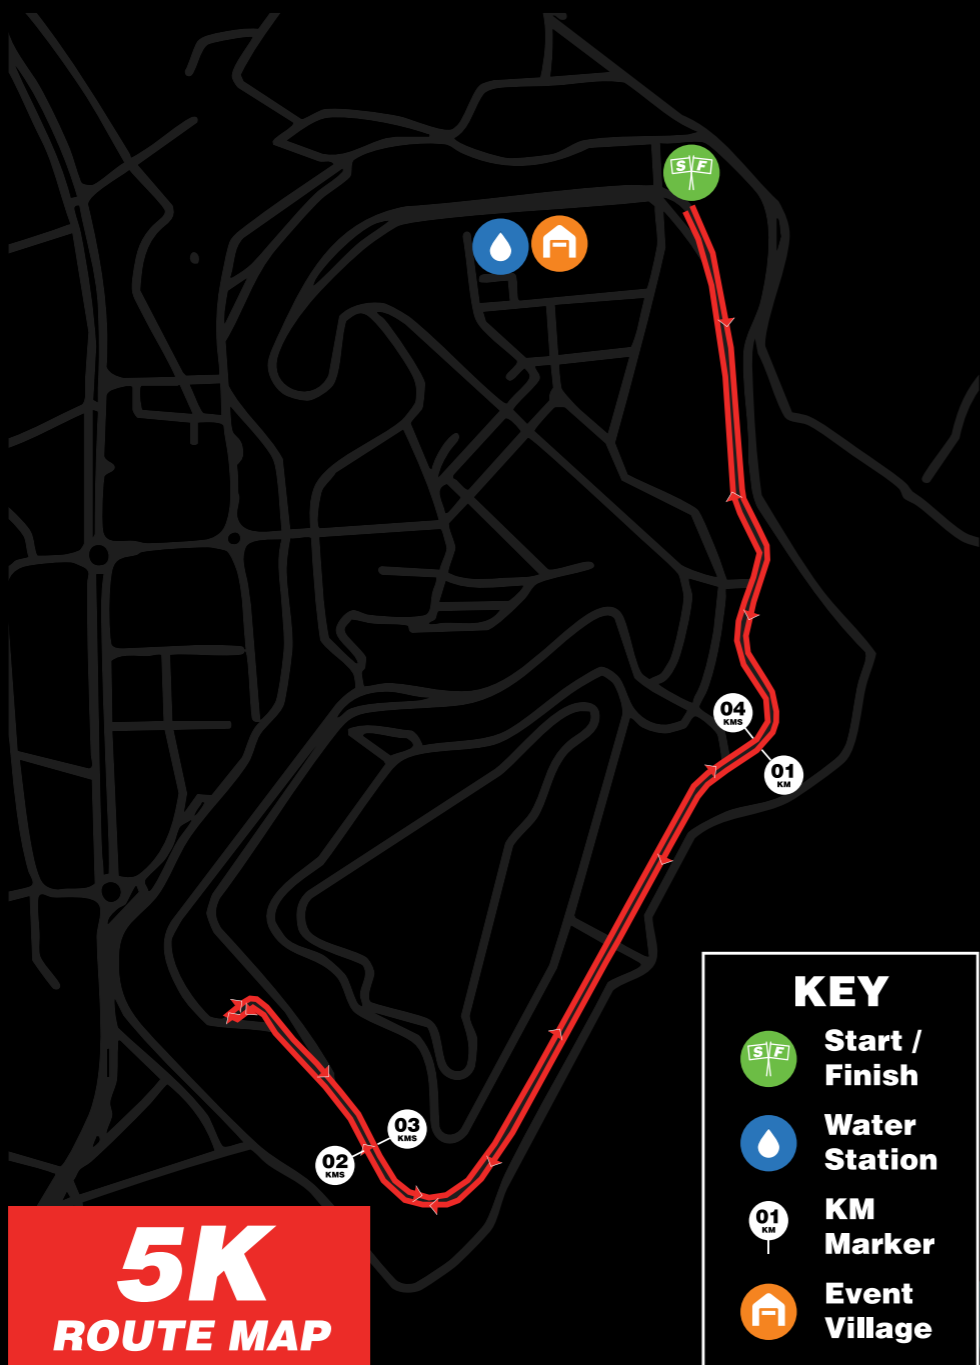 S F
04
KMS
01
KM
03
KMS
02
KMS
KEY
S F
Start /
Finish
Water
Station
01
KM
KM
Marker
Event
Village
5K
ROUTE MAP